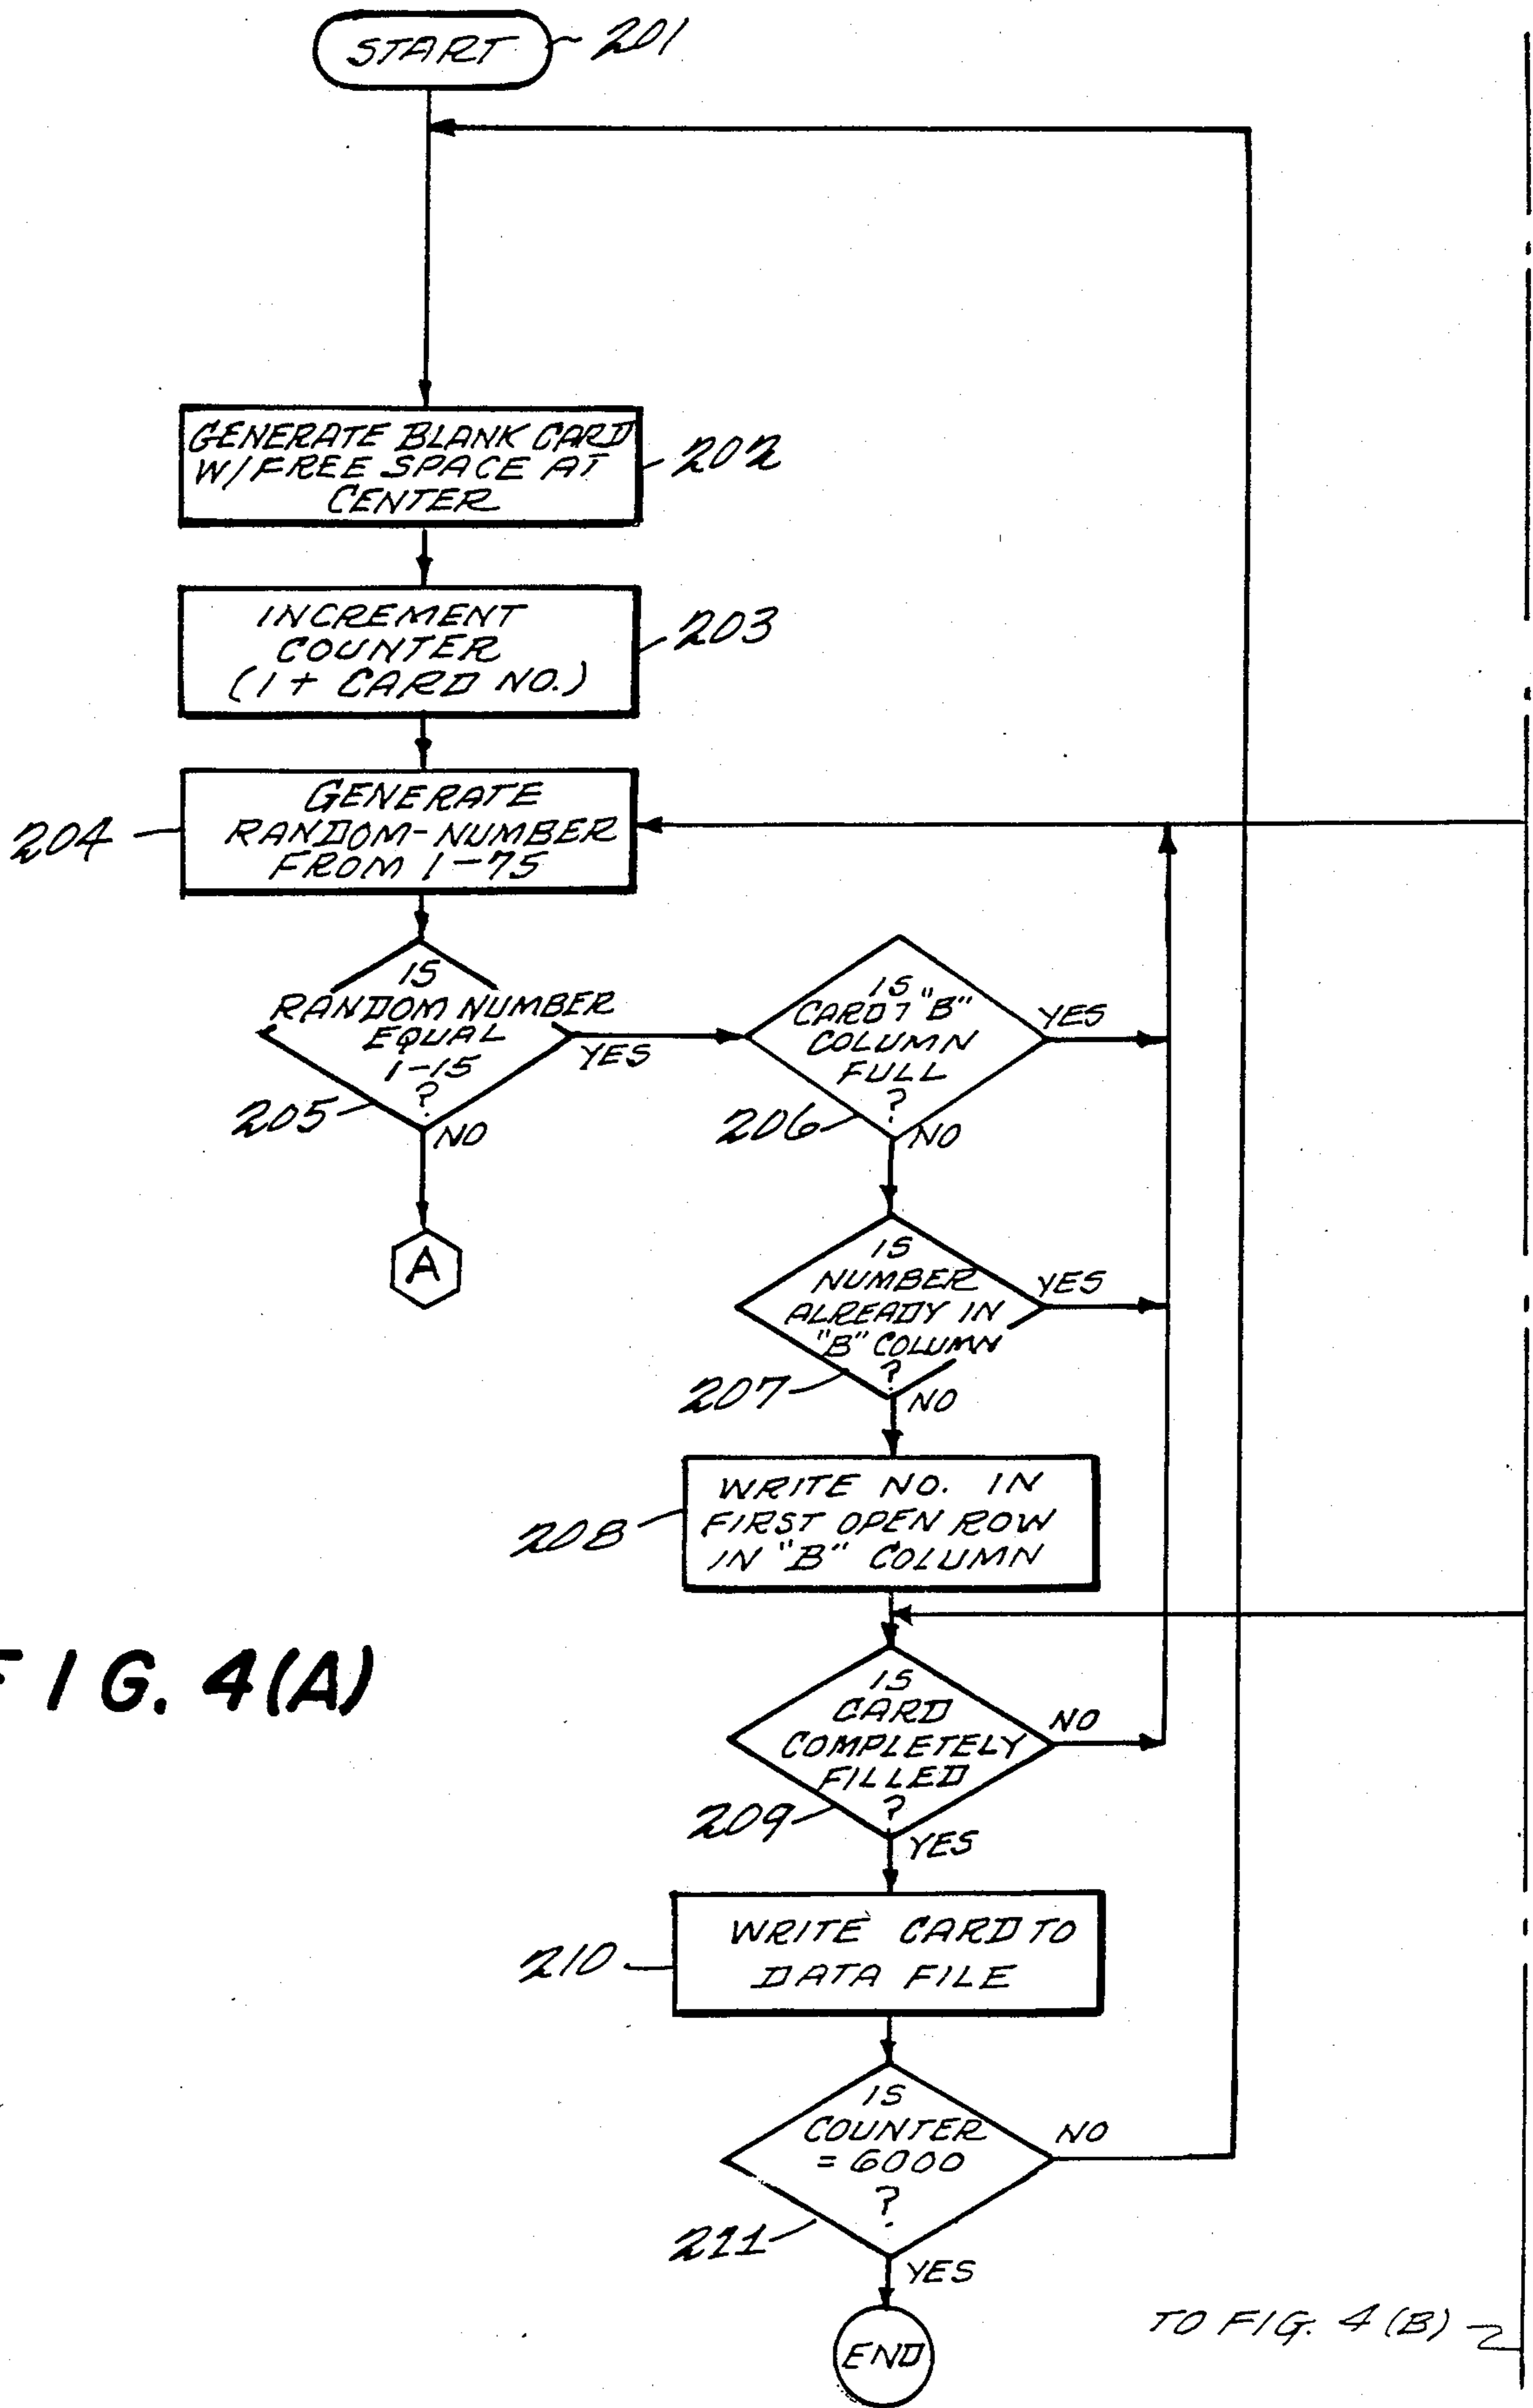 START
201
GENERATE BLANK CARD
W/FREE SPACE AT
CENTER
202
INCREMENT
COUNTER
(1 + CARD NO.)
203
GENERATE
RANDOM-NUMBER
FROM 1-75
204
IS
RANDOM NUMBER
EQUAL
1-15
?
205
YES
NO
A
IS
CARD "B"
COLUMN
FULL
?
206
YES
NO
IS
NUMBER
ALREADY IN
"B" COLUMN
?
207
YES
NO
WRITE NO. IN
FIRST OPEN ROW
IN "B" COLUMN
208
FIG. 4(A)
IS
CARD
COMPLETELY
FILLED
?
209
NO
YES
WRITE CARD TO
DATA FILE
210
IS
COUNTER
= 6000
?
211
NO
YES
END
TO FIG. 4(B)